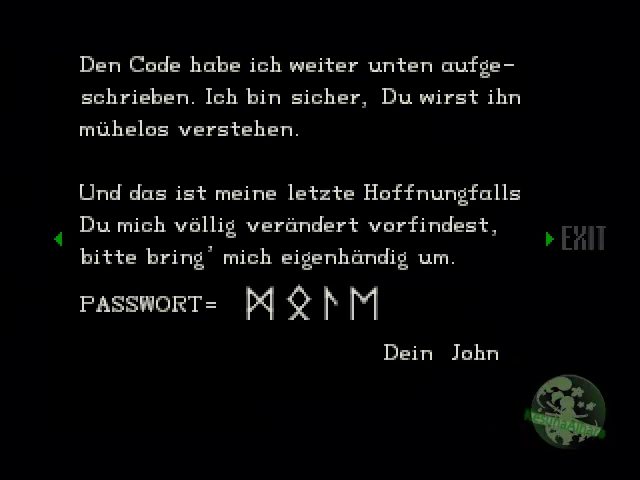 Den Code habe ich weiter unten aufge-
schrieben. Ich bin sicher, Du wirst ihn
mühelos verstehen.
Und das ist meine letzte Hoffnungfalls
Du mich völlig verändert vorfindest,
bitte bring' mich eigenhändig um.
EXIT
PASSWORT= ᛞᛟᚨᛖ
Dein John